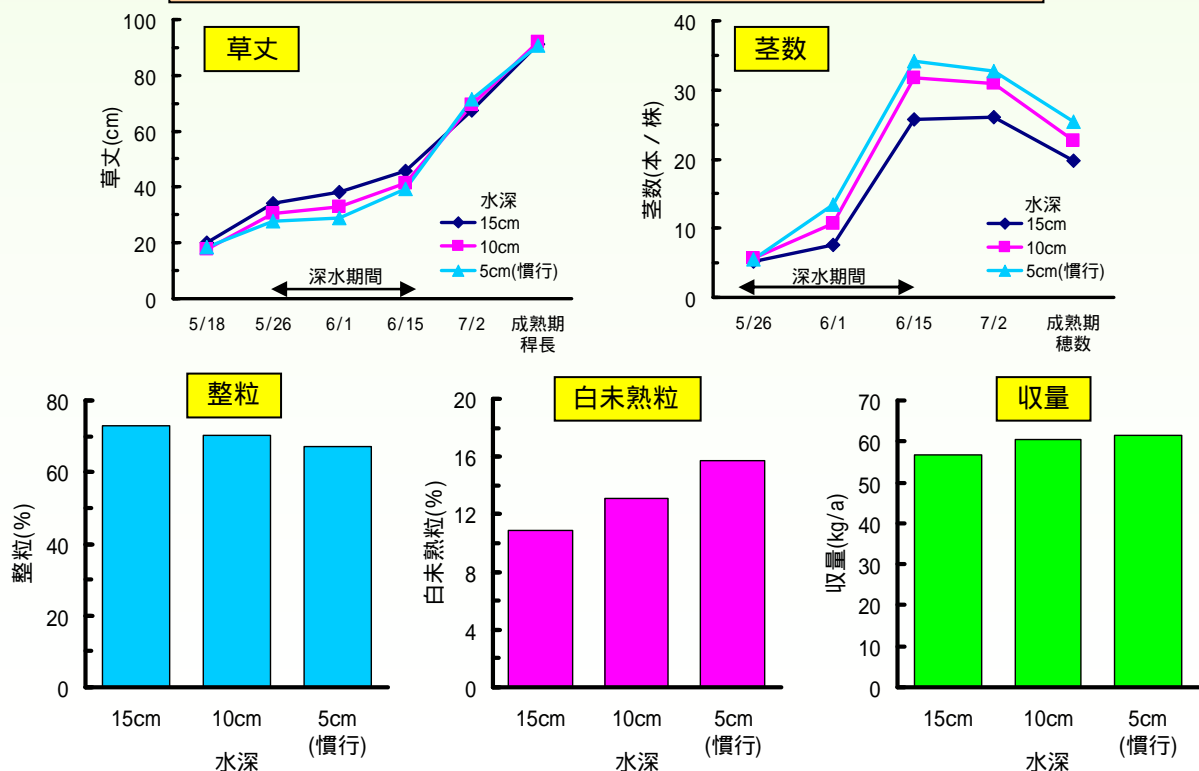 草丈
草丈(cm)
100
80
60
40
20
0
水深
15cm
10cm
5cm(慣行)
深水期間
5/18 5/26 6/1 6/15 7/2 成熟期
稈長
茎数
茎数(本／株)
40
30
20
10
0
水深
15cm
10cm
5cm(慣行)
深水期間
5/26 6/1 6/15 7/2 成熟期
穂数
整粒
整粒(%)
80
60
40
20
0
15cm 10cm 5cm
(慣行)
水深
白未熟粒
白未熟粒(%)
20
16
12
8
4
0
15cm 10cm 5cm
(慣行)
水深
収量
収量(kg/a)
70
60
50
40
30
20
10
0
15cm 10cm 5cm
(慣行)
水深